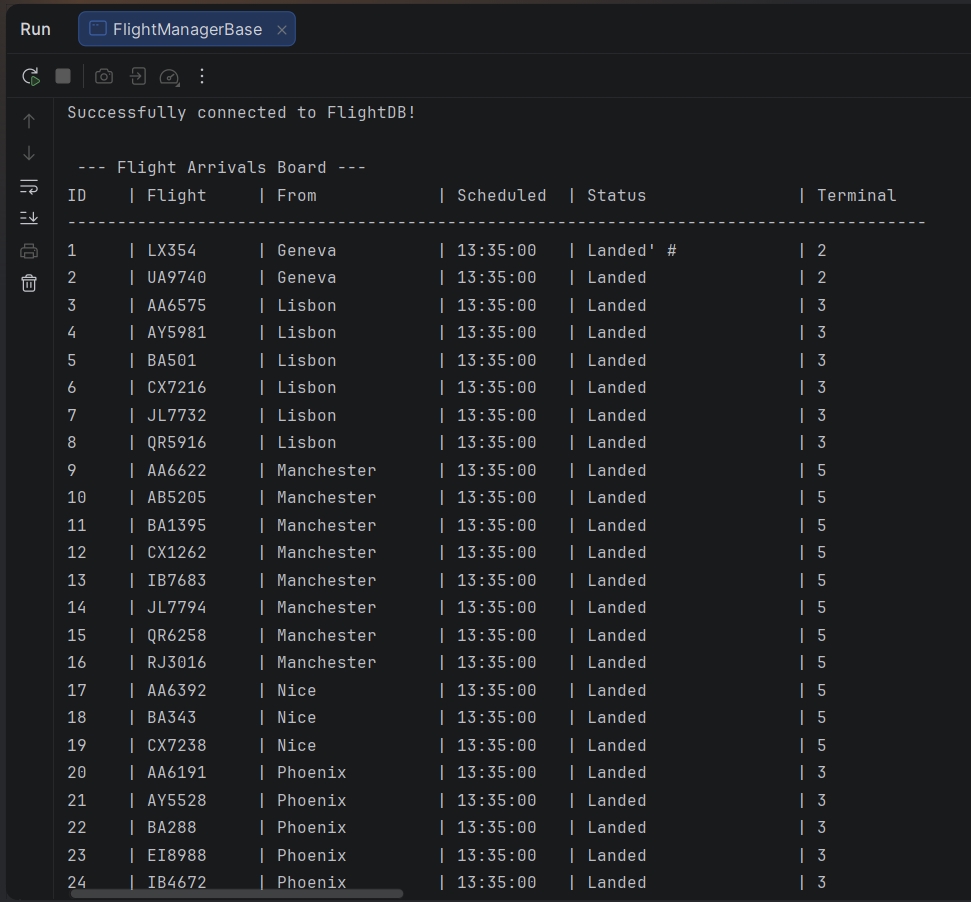 Run FlightManagerBase
Successfully connected to FlightDB!
--- Flight Arrivals Board ---
ID | Flight | From | Scheduled | Status | Terminal
--------------------------------------------------------------------------------------
1 | LX354 | Geneva | 13:35:00 | Landed' # | 2
2 | UA9740 | Geneva | 13:35:00 | Landed | 2
3 | AA6575 | Lisbon | 13:35:00 | Landed | 3
4 | AY5981 | Lisbon | 13:35:00 | Landed | 3
5 | BA501 | Lisbon | 13:35:00 | Landed | 3
6 | CX7216 | Lisbon | 13:35:00 | Landed | 3
7 | JL7732 | Lisbon | 13:35:00 | Landed | 3
8 | QR5916 | Lisbon | 13:35:00 | Landed | 3
9 | AA6622 | Manchester | 13:35:00 | Landed | 5
10 | AB5205 | Manchester | 13:35:00 | Landed | 5
11 | BA1395 | Manchester | 13:35:00 | Landed | 5
12 | CX1262 | Manchester | 13:35:00 | Landed | 5
13 | IB7683 | Manchester | 13:35:00 | Landed | 5
14 | JL7794 | Manchester | 13:35:00 | Landed | 5
15 | QR6258 | Manchester | 13:35:00 | Landed | 5
16 | RJ3016 | Manchester | 13:35:00 | Landed | 5
17 | AA6392 | Nice | 13:35:00 | Landed | 5
18 | BA343 | Nice | 13:35:00 | Landed | 5
19 | CX7238 | Nice | 13:35:00 | Landed | 5
20 | AA6191 | Phoenix | 13:35:00 | Landed | 3
21 | AY5528 | Phoenix | 13:35:00 | Landed | 3
22 | BA288 | Phoenix | 13:35:00 | Landed | 3
23 | EI8988 | Phoenix | 13:35:00 | Landed | 3
24 | IB4672 | Phoenix | 13:35:00 | Landed | 3